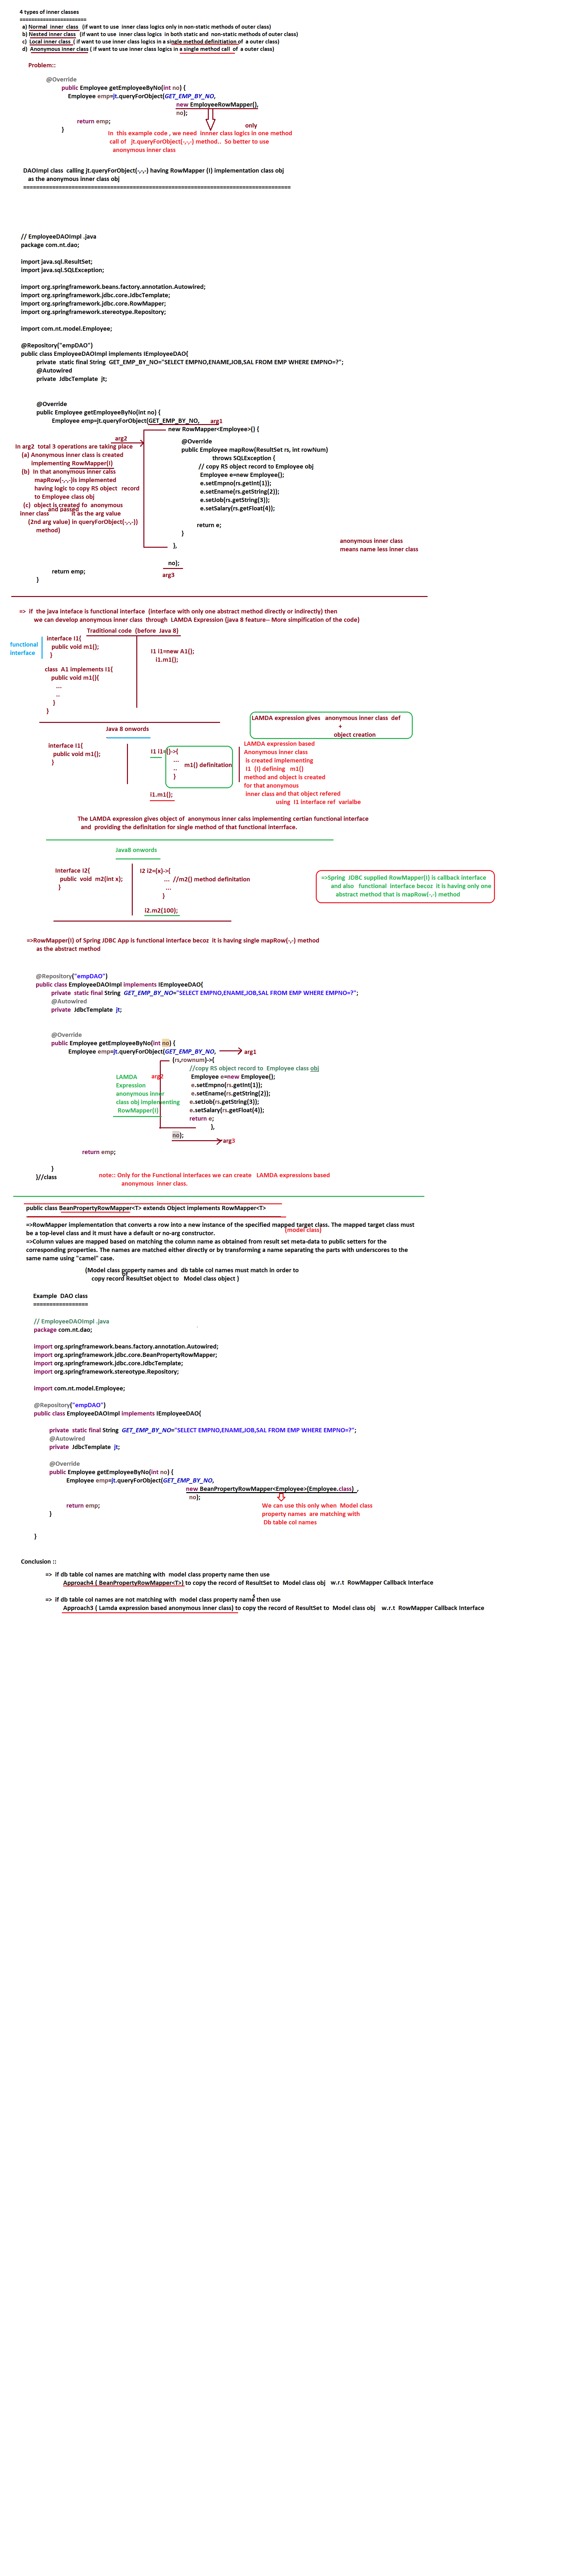 4 types of inner classes
======================
a) Normal inner class (if want to use inner class logics only in non-static methods of outer class)
b) Nested inner class (if want to use inner class logics in both static and non-static methods of outer class)
c) Local inner class ( if want to use inner class logics in a single method definition of a outer class)
d) Anonymous inner class ( if want to use inner class logics in a single method call of a outer class)
Problem::
@Override
public Employee getEmployeeByNo(int no) {
Employee emp=jt.queryForObject(GET_EMP_BY_NO,
new EmployeeRowMapper(),
no);
return emp;
}
only
In this example code , we need innner class logics in one method
call of jt.queryForObject(-,-,-) method.. So better to use
anonymous inner class
DAOImpl class calling jt.queryForObject(-,-,-) having RowMapper (I) implementation class obj
as the anonymous inner class obj
=====================================================================================
// EmployeeDAOImpl .java
package com.nt.dao;
import java.sql.ResultSet;
import java.sql.SQLException;
import org.springframework.beans.factory.annotation.Autowired;
import org.springframework.jdbc.core.JdbcTemplate;
import org.springframework.jdbc.core.RowMapper;
import org.springframework.stereotype.Repository;
import com.nt.model.Employee;
@Repository("empDAO")
public class EmployeeDAOImpl implements IEmployeeDAO{
private static final String GET_EMP_BY_NO="SELECT EMPNO,ENAME,JOB,SAL FROM EMP WHERE EMPNO=?";
@Autowired
private JdbcTemplate jt;
@Override
public Employee getEmployeeByNo(int no) {
Employee emp=jt.queryForObject(GET_EMP_BY_NO, arg1
new RowMapper<Employee>() {
arg2
@Override
public Employee mapRow(ResultSet rs, int rowNum)
throws SQLException {
// copy RS object record to Employee obj
Employee e=new Employee();
e.setEmpno(rs.getInt(1));
e.setEname(rs.getString(2));
e.setJob(rs.getString(3));
e.setSalary(rs.getFloat(4));
return e;
}
},
no);
arg3
return emp;
}
In arg2 total 3 operations are taking place
(a) Anonymous inner class is created
implementing RowMapper(I)
(b) In that anonymous inner calss
mapRow(-,-,-)is implemented
having logic to copy RS object record
to Employee class obj
(c) object is created fo anonymous
and passed
inner class it as the arg value
(2nd arg value) in queryForObject(-,-,-))
method)
anonymous inner class
means name less inner class
=> If the java inteface is functional interface (interface with only one abstract method directly or indirectly) then
we can develop anonymous inner class through LAMDA Expression (java 8 feature-- More simpification of the code)
Traditional code (before Java 8)
functional
interface
interface I1{
public void m1();
}
class A1 implements I1{
public void m1(){
....
..
}
}
I1 i1=new A1();
i1.m1();
Java 8 onwords
interface I1{
public void m1();
}
I1 i1=()->{
....
..
}
m1() definitation
i1.m1();
LAMDA expression gives anonymous inner class def
+
object creation
LAMDA expression based
Anonymous inner class
is created implementing
I1 (I) defining m1()
method and object is created
for that anonymous
inner class and that object refered
using I1 interface ref varialbe
The LAMDA expression gives object of anonymous inner calss implementing certian functional interface
and providing the definitation for single method of that functional interrface.
Java8 onwords
Interface I2{
public void m2(int x);
}
I2 i2=(x)->{
... //m2() method definitation
...
}
i2.m2(100);
=>Spring JDBC supplied RowMapper(I) is callback interface
and also functional interface becoz it is having only one
abstract method that is mapRow(-,-) method
=>RowMapper(I) of Spring JDBC App is functional interface becoz it is having single mapRow(-,-) method
as the abstract method
@Repository("empDAO")
public class EmployeeDAOImpl implements IEmployeeDAO{
private static final String GET_EMP_BY_NO="SELECT EMPNO,ENAME,JOB,SAL FROM EMP WHERE EMPNO=?";
@Autowired
private JdbcTemplate jt;
@Override
public Employee getEmployeeByNo(int no) {
Employee emp=jt.queryForObject(GET_EMP_BY_NO, arg1
(rs,rownum)->{
//copy RS object record to Employee class obj
Employee e=new Employee();
e.setEmpno(rs.getInt(1));
e.setEname(rs.getString(2));
e.setJob(rs.getString(3));
e.setSalary(rs.getFloat(4));
return e;
},
no);
arg3
LAMDA arg2
Expression
anonymous inner
class obj implementing
RowMapper(I)
return emp;
}
}//class
note:: Only for the Functional interfaces we can create LAMDA expressions based
anonymous inner class.
public class BeanPropertyRowMapper<T> extends Object implements RowMapper<T>
=>RowMapper implementation that converts a row into a new instance of the specified mapped target class. The mapped target class must
be a top-level class and it must have a default or no-arg constructor. (model class)
=>Column values are mapped based on matching the column name as obtained from result set meta-data to public setters for the
corresponding properties. The names are matched either directly or by transforming a name separating the parts with underscores to the
same name using "camel" case.
(Model class property names and db table col names must match in order to
copy record ResultSet object to Model class object )
Example DAO class
=================
// EmployeeDAOImpl .java
package com.nt.dao;
import org.springframework.beans.factory.annotation.Autowired;
import org.springframework.jdbc.core.BeanPropertyRowMapper;
import org.springframework.jdbc.core.JdbcTemplate;
import org.springframework.stereotype.Repository;
import com.nt.model.Employee;
@Repository("empDAO")
public class EmployeeDAOImpl implements IEmployeeDAO{
private static final String GET_EMP_BY_NO="SELECT EMPNO,ENAME,JOB,SAL FROM EMP WHERE EMPNO=?";
@Autowired
private JdbcTemplate jt;
@Override
public Employee getEmployeeByNo(int no) {
Employee emp=jt.queryForObject(GET_EMP_BY_NO,
new BeanPropertyRowMapper<Employee>(Employee.class) ,
no);
return emp;
}
}
We can use this only when Model class
property names are matching with
Db table col names
Conclusion ::
=> if db table col names are matching with model class property name then use
Approach4 ( BeanPropertyRowMapper<T>) to copy the record of ResultSet to Model class obj w.r.t RowMapper Callback Interface
=> if db table col names are not matching with model class property name then use
Approach3 ( Lamda expression based anonymous inner class) to copy the record of ResultSet to Model class obj w.r.t RowMapper Callback Interface